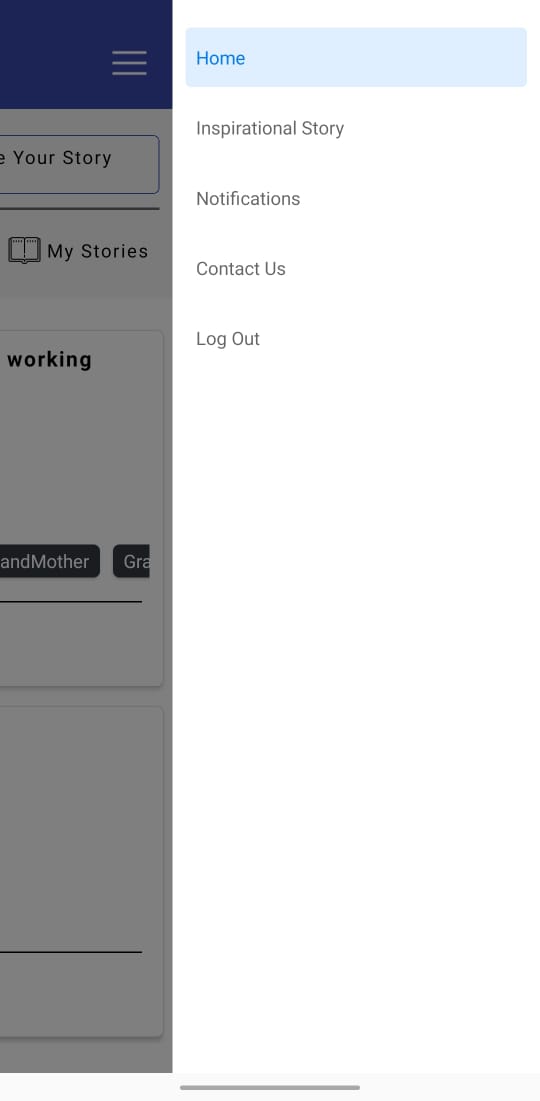 Home
Inspirational Story
Notifications
Contact Us
Log Out
Your Story
My Stories
working
andMother
Gra